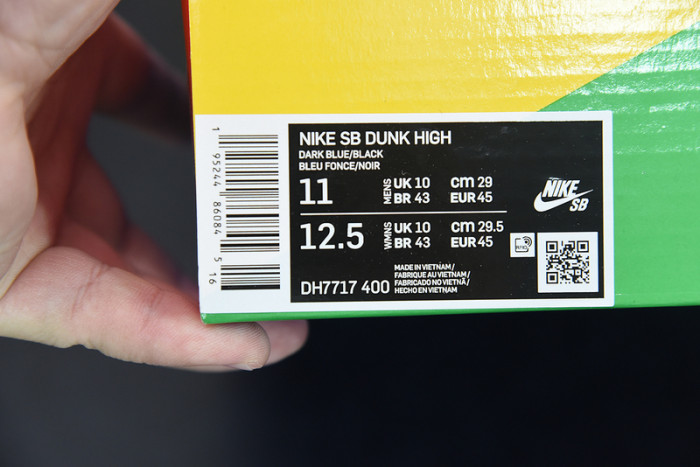 NIKE SB DUNK HIGH
DARK BLUE/BLACK
BLEU FONCE/NOIR
11 MENS UK 10 cm 29
BR 43 EUR 45
12.5 WMNS UK 10 cm 29.5
BR 43 EUR 45
DH7717 400
MADE IN VIETNAM/
FABRIQUE AU VIETNAM/
FABRICADO NO VIETNÃ/
HECHO EN VIETNAM
NIKE
SB
RFID
1 95244 86084 5 16